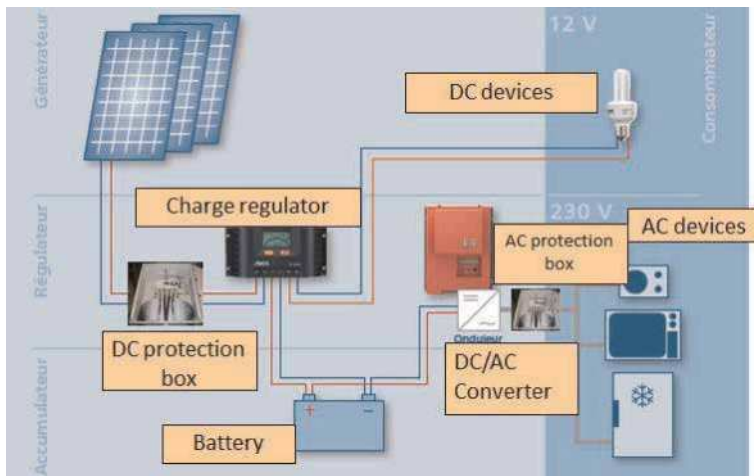 12 V
Générateur
Consommateur
DC devices
Charge regulator
230 V
AC devices
AC protection
box
Régulateur
DC protection
box
Onduleur
DC/AC
Converter
+
−
Battery
Accumulateur